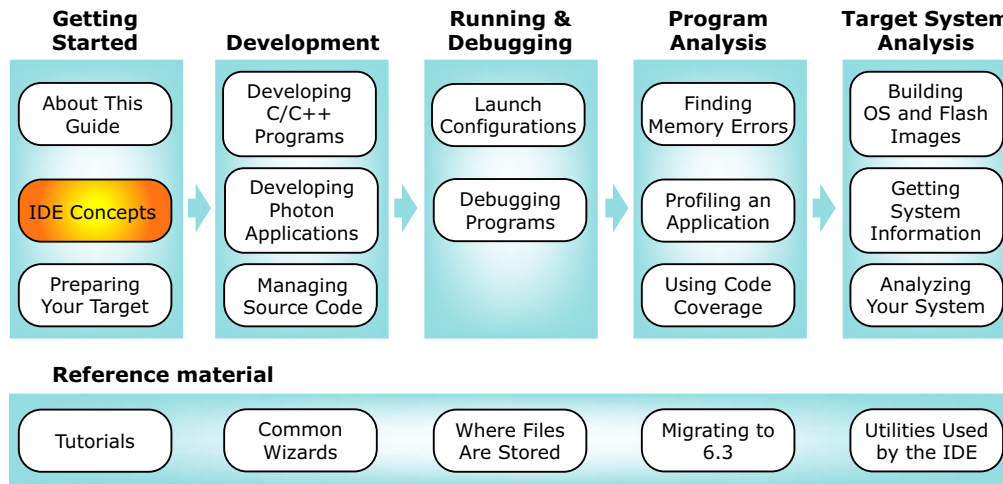 Getting
Started
About This
Guide
IDE Concepts
Preparing
Your Target
Development
Developing
C/C++
Programs
Developing
Photon
Applications
Managing
Source Code
Running &
Debugging
Launch
Configurations
Debugging
Programs
Program
Analysis
Finding
Memory Errors
Profiling an
Application
Using Code
Coverage
Target System
Analysis
Building
OS and Flash
Images
Getting
System
Information
Analyzing
Your System
Reference material
Tutorials
Common
Wizards
Where Files
Are Stored
Migrating to
6.3
Utilities Used
by the IDE